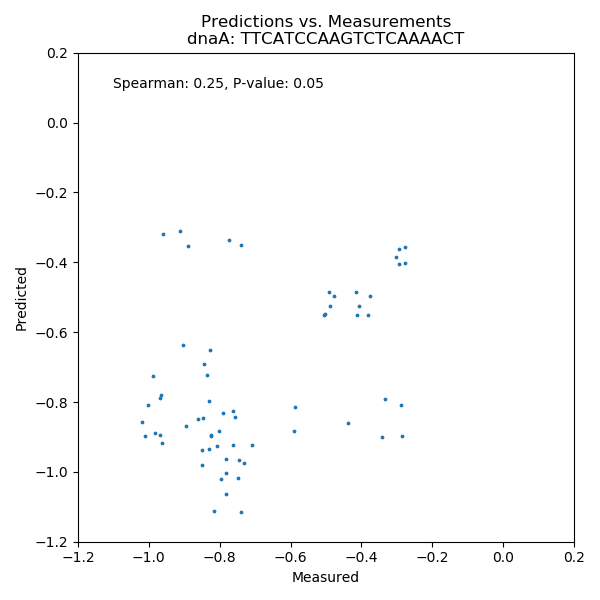 Predictions vs. Measurements
dnaA: TTCATCCAAGTCTCAAAACT
0.2
Spearman: 0.25, P-value: 0.05
0.0
−0.2
−0.4
Predicted
−0.6
−0.8
−1.0
−1.2
−1.2 −1.0 −0.8 −0.6 −0.4 −0.2 0.0 0.2
Measured